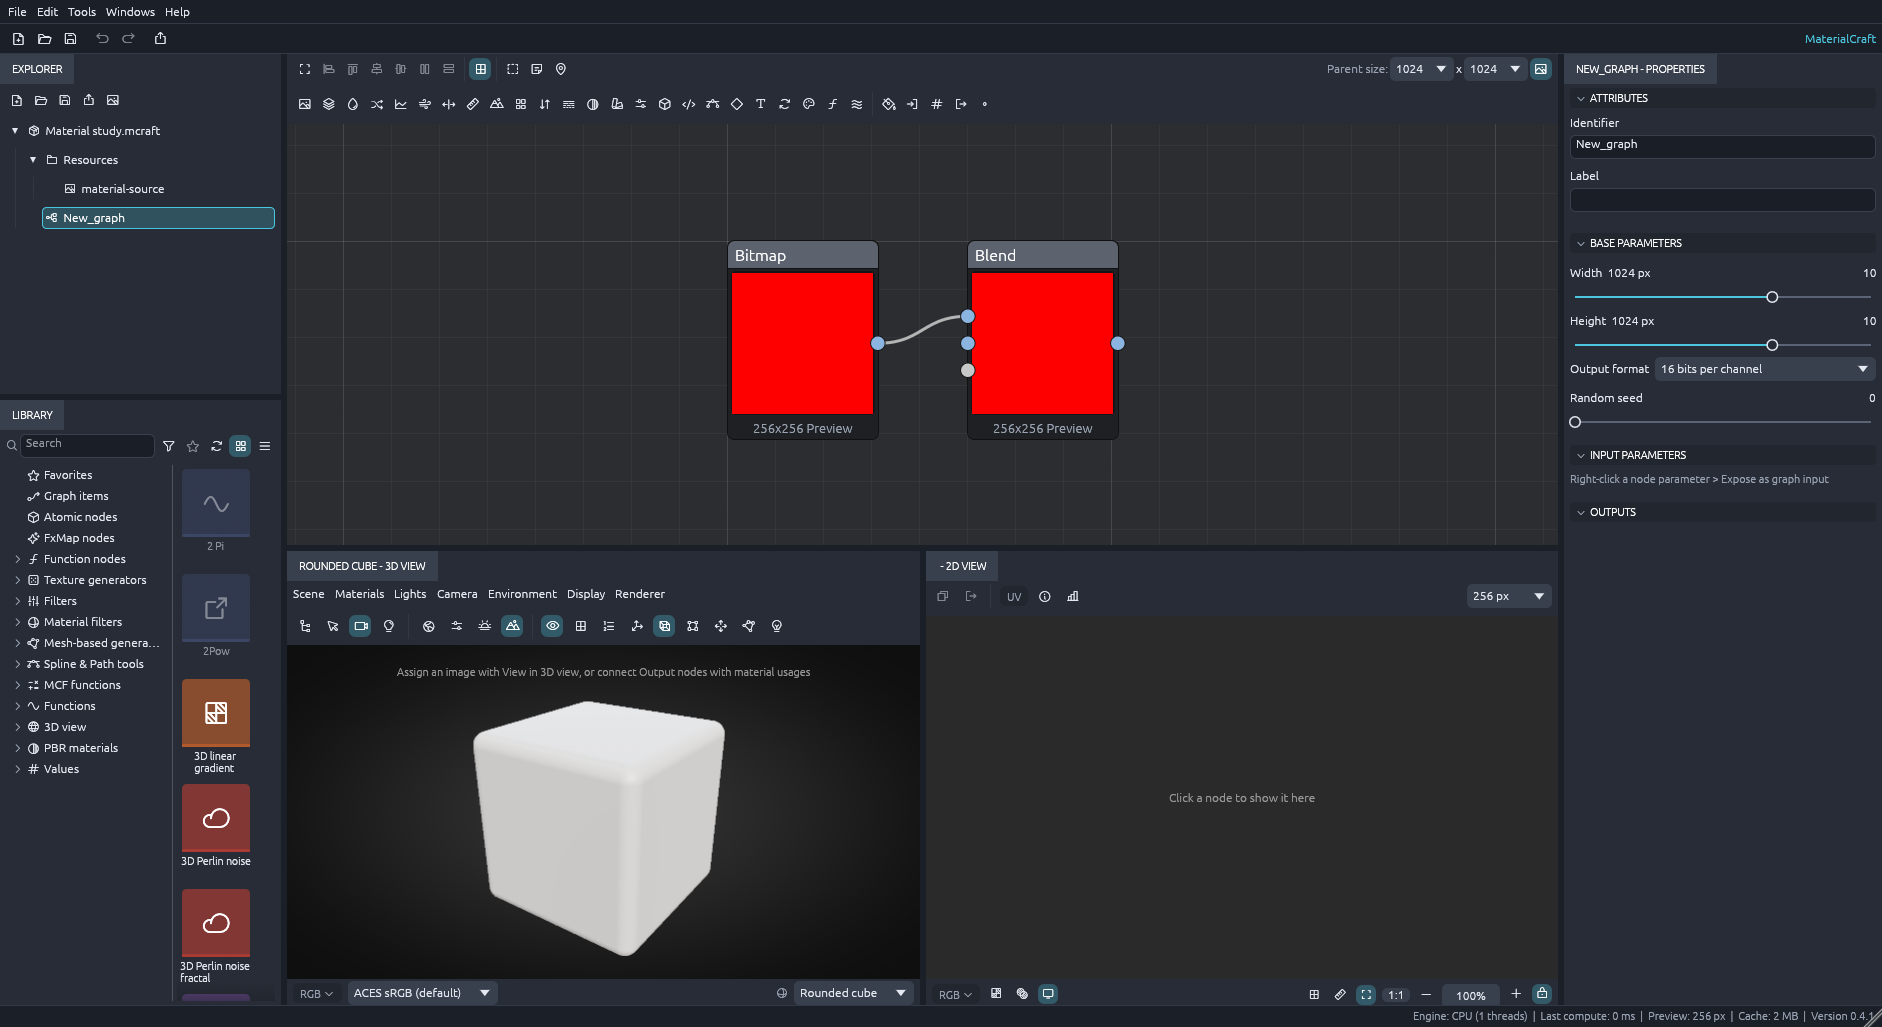 File Edit Tools Windows Help
MaterialCraft
EXPLORER
Material study.mcraft
Resources
material-source
New_graph
LIBRARY
Search
Favorites
Graph items
Atomic nodes
FxMap nodes
Function nodes
Texture generators
Filters
Material filters
Mesh-based genera...
Spline & Path tools
MCF functions
Functions
3D view
PBR materials
Values
2 Pi
2Pow
3D linear
gradient
3D Perlin noise
3D Perlin noise
fractal
Parent size: 1024 x 1024
Bitmap
256x256 Preview
Blend
256x256 Preview
ROUNDED CUBE - 3D VIEW
Scene Materials Lights Camera Environment Display Renderer
Assign an image with View in 3D view, or connect Output nodes with material usages
RGB ACES sRGB (default) Rounded cube
- 2D VIEW
UV 256 px
Click a node to show it here
RGB 1:1 100%
NEW_GRAPH - PROPERTIES
ATTRIBUTES
Identifier
New_graph
Label
BASE PARAMETERS
Width 1024 px 10
Height 1024 px 10
Output format 16 bits per channel
Random seed 0
INPUT PARAMETERS
Right-click a node parameter > Expose as graph input
OUTPUTS
Engine: CPU (1 threads) | Last compute: 0 ms | Preview: 256 px | Cache: 2 MB | Version 0.4.1